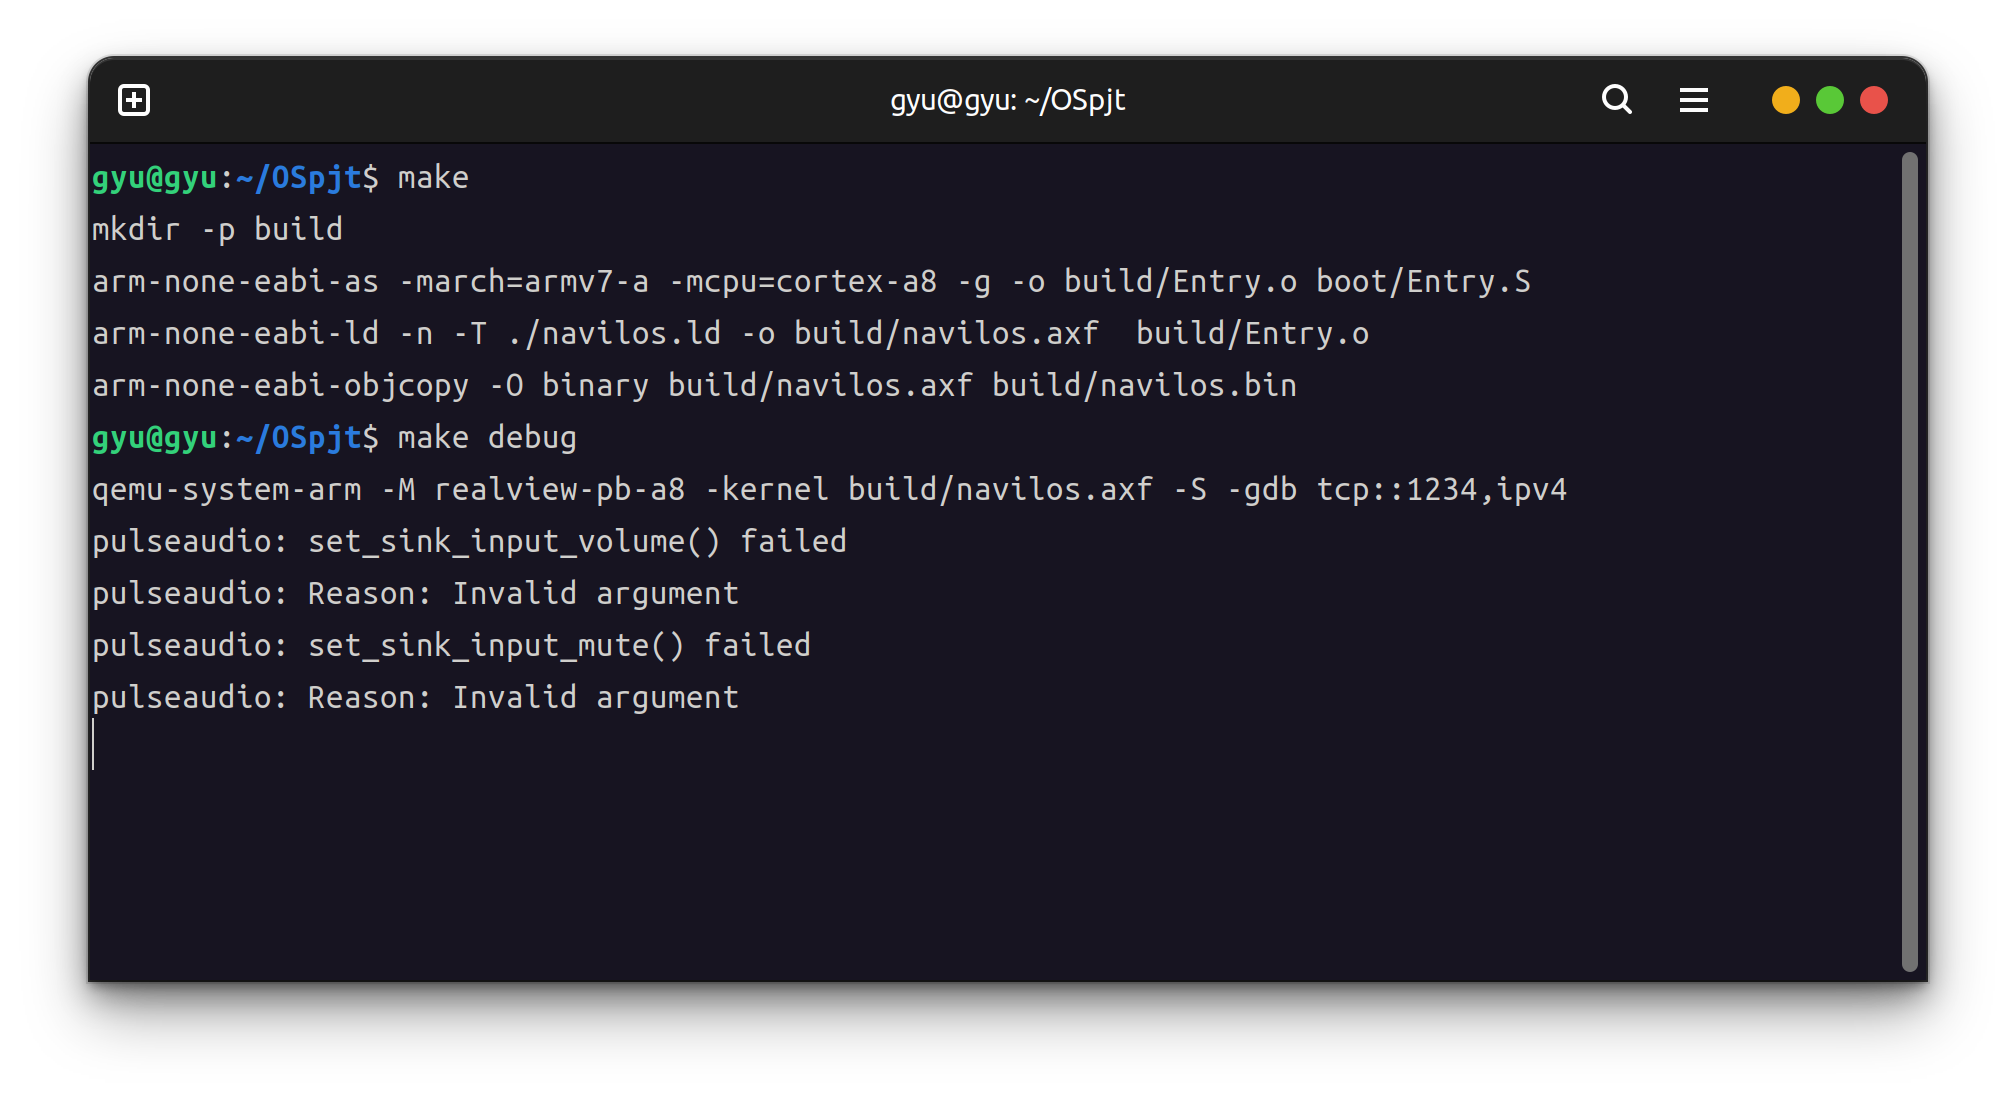 gyu@gyu: ~/OSpjt
gyu@gyu:~/OSpjt$ make
mkdir -p build
arm-none-eabi-as -march=armv7-a -mcpu=cortex-a8 -g -o build/Entry.o boot/Entry.S
arm-none-eabi-ld -n -T ./navilos.ld -o build/navilos.axf  build/Entry.o
arm-none-eabi-objcopy -O binary build/navilos.axf build/navilos.bin
gyu@gyu:~/OSpjt$ make debug
qemu-system-arm -M realview-pb-a8 -kernel build/navilos.axf -S -gdb tcp::1234,ipv4
pulseaudio: set_sink_input_volume() failed
pulseaudio: Reason: Invalid argument
pulseaudio: set_sink_input_mute() failed
pulseaudio: Reason: Invalid argument